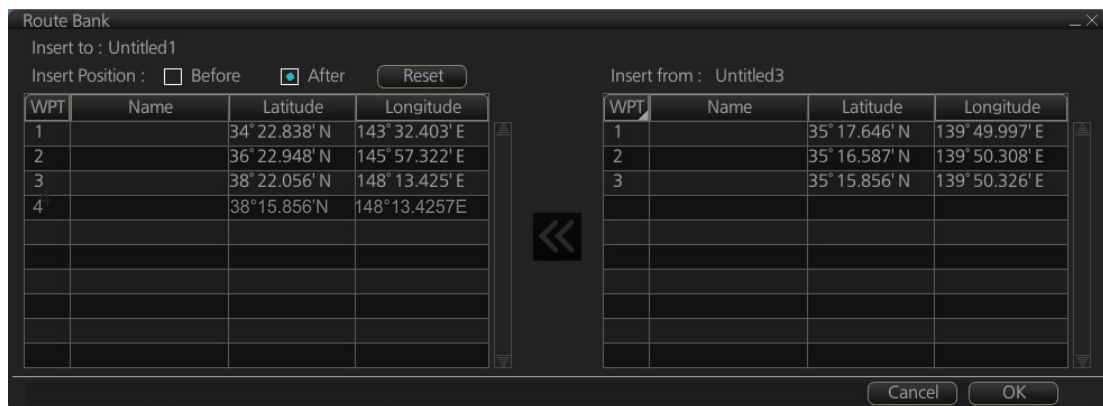 Route Bank
Insert to : Untitled1
Insert Position : Before After Reset
Insert from : Untitled3
WPT Name Latitude Longitude
1 34° 22.838' N 143° 32.403' E
2 36° 22.948' N 145° 57.322' E
3 38° 22.056' N 148° 13.425' E
4 38°15.856'N 148°13.4257E
WPT Name Latitude Longitude
1 35° 17.646' N 139° 49.997' E
2 35° 16.587' N 139° 50.308' E
3 35° 15.856' N 139° 50.326' E
Cancel OK